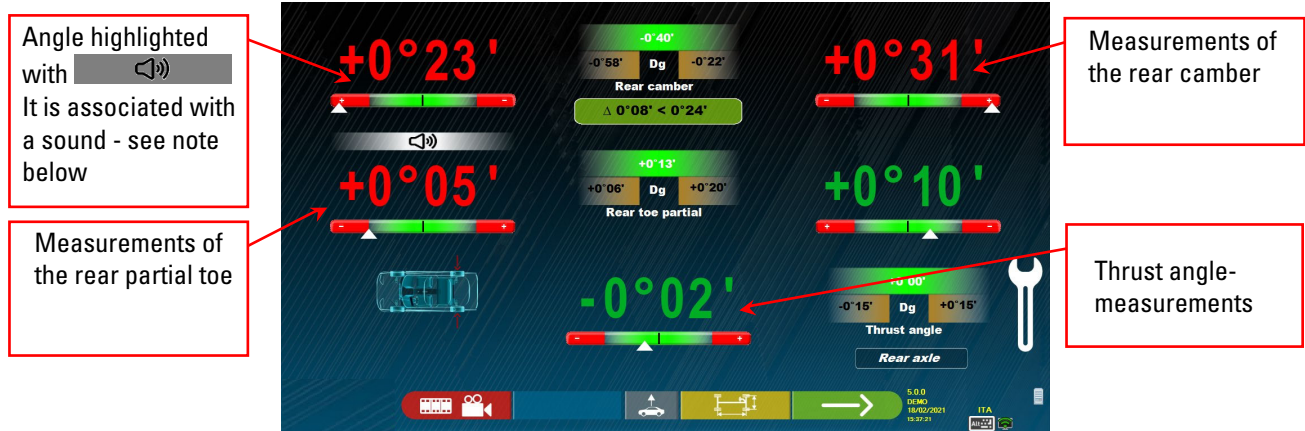 Angle highlighted
with
It is associated with
a sound - see note
below
Measurements of
the rear partial toe
+0°23'
-0°40'
-0°58' Dg -0°22'
Rear camber
Δ 0°08' < 0°24'
+0°31'
+ -
- +
+0°05'
+0°13'
+0°06' Dg +0°20'
Rear toe partial
+0°10'
- +
+ -
-0°02'
- +
+0°00'
-0°15' Dg +0°15'
Thrust angle
Rear axle
5.0.0
DEMO
18/02/2021
15:37:21
ITA
Alt
Measurements of
the rear camber
Thrust angle-
measurements